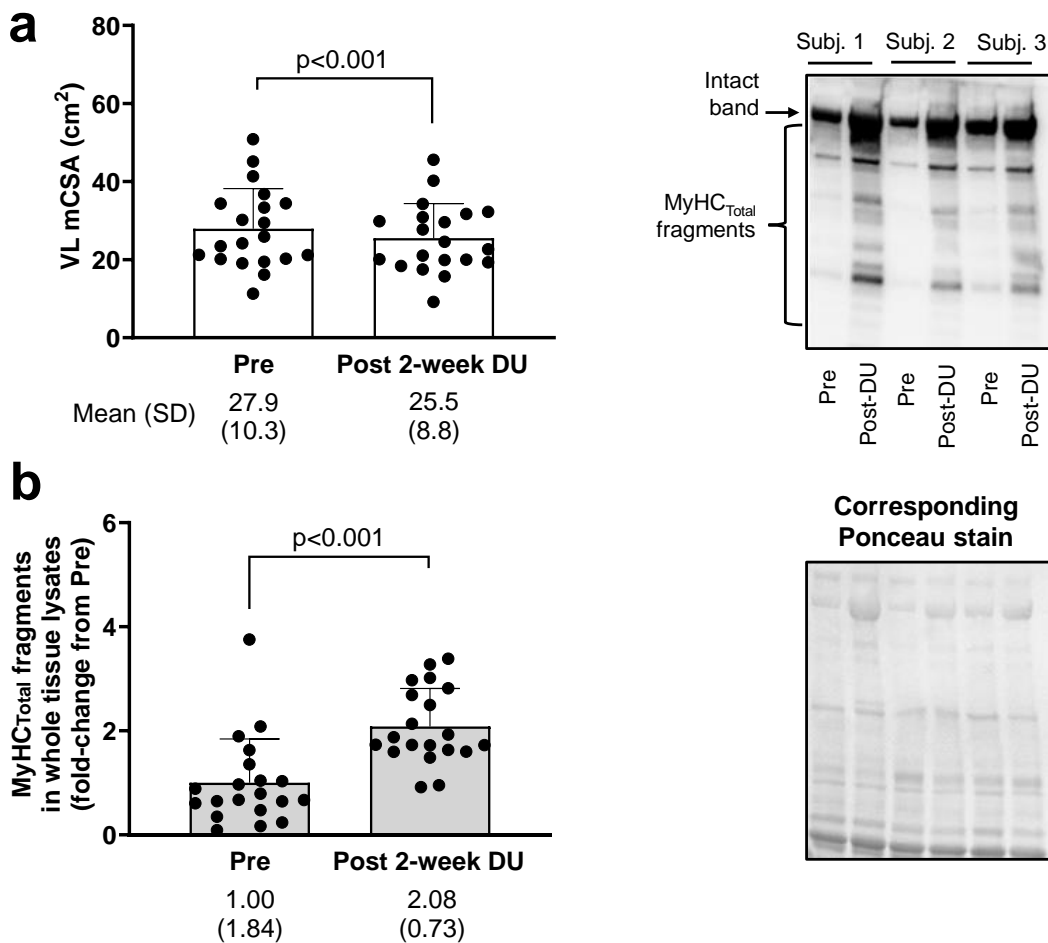 a
VL mCSA (cm²)
80
60
40
20
0
p<0.001
Pre
Post 2-week DU
Mean (SD)
27.9
(10.3)
25.5
(8.8)
Subj. 1
Subj. 2
Subj. 3
Intact
band
MyHCTotal
fragments
Pre
Post-DU
Pre
Post-DU
Pre
Post-DU
b
MyHCTotal fragments
in whole tissue lysates
(fold-change from Pre)
6
4
2
0
p<0.001
Pre
Post 2-week DU
1.00
(1.84)
2.08
(0.73)
Corresponding
Ponceau stain